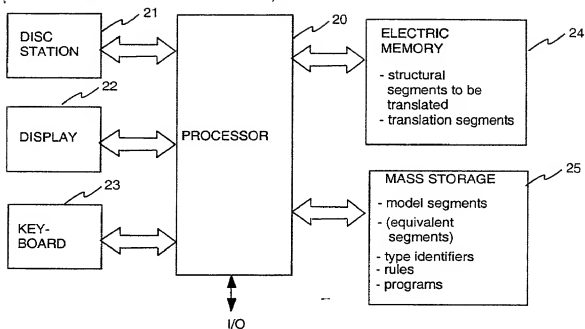 DISC
STATION
21
22
DISPLAY
23
KEY-
BOARD
PROCESSOR
20
I/O
ELECTRIC
MEMORY
24
- structural
segments to be
translated
- translation segments
MASS STORAGE
25
- model segments
- (equivalent
segments)
- type identifiers
- rules
- programs